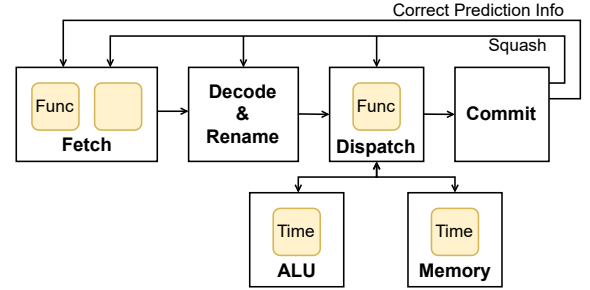 Correct Prediction Info
Squash
Func
Fetch
Decode
&
Rename
Func
Dispatch
Commit
Time
ALU
Time
Memory